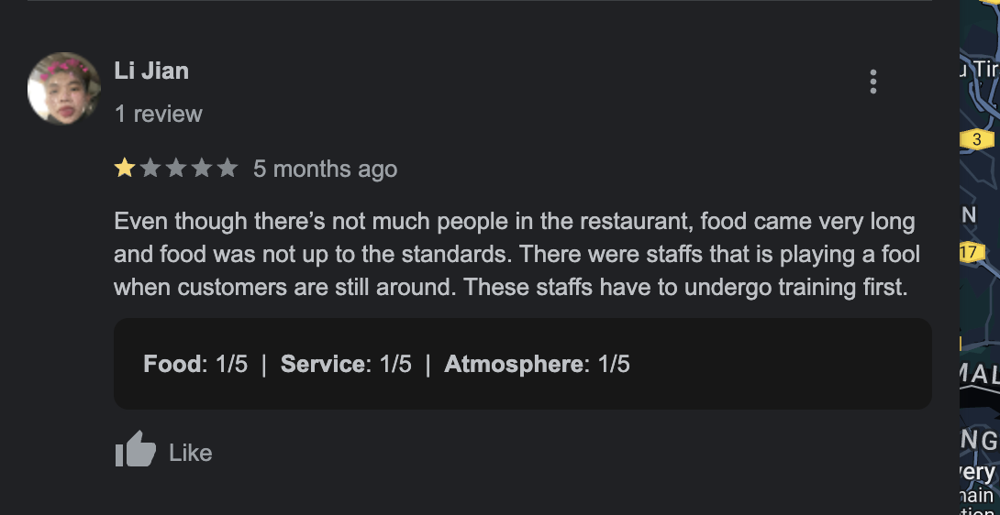 Li Jian
1 review
5 months ago
Even though there’s not much people in the restaurant, food came very long
and food was not up to the standards. There were staffs that is playing a fool
when customers are still around. These staffs have to undergo training first.
Food: 1/5 | Service: 1/5 | Atmosphere: 1/5
Like
u Tir
3
N
17
MAL
NG
very
main
tion